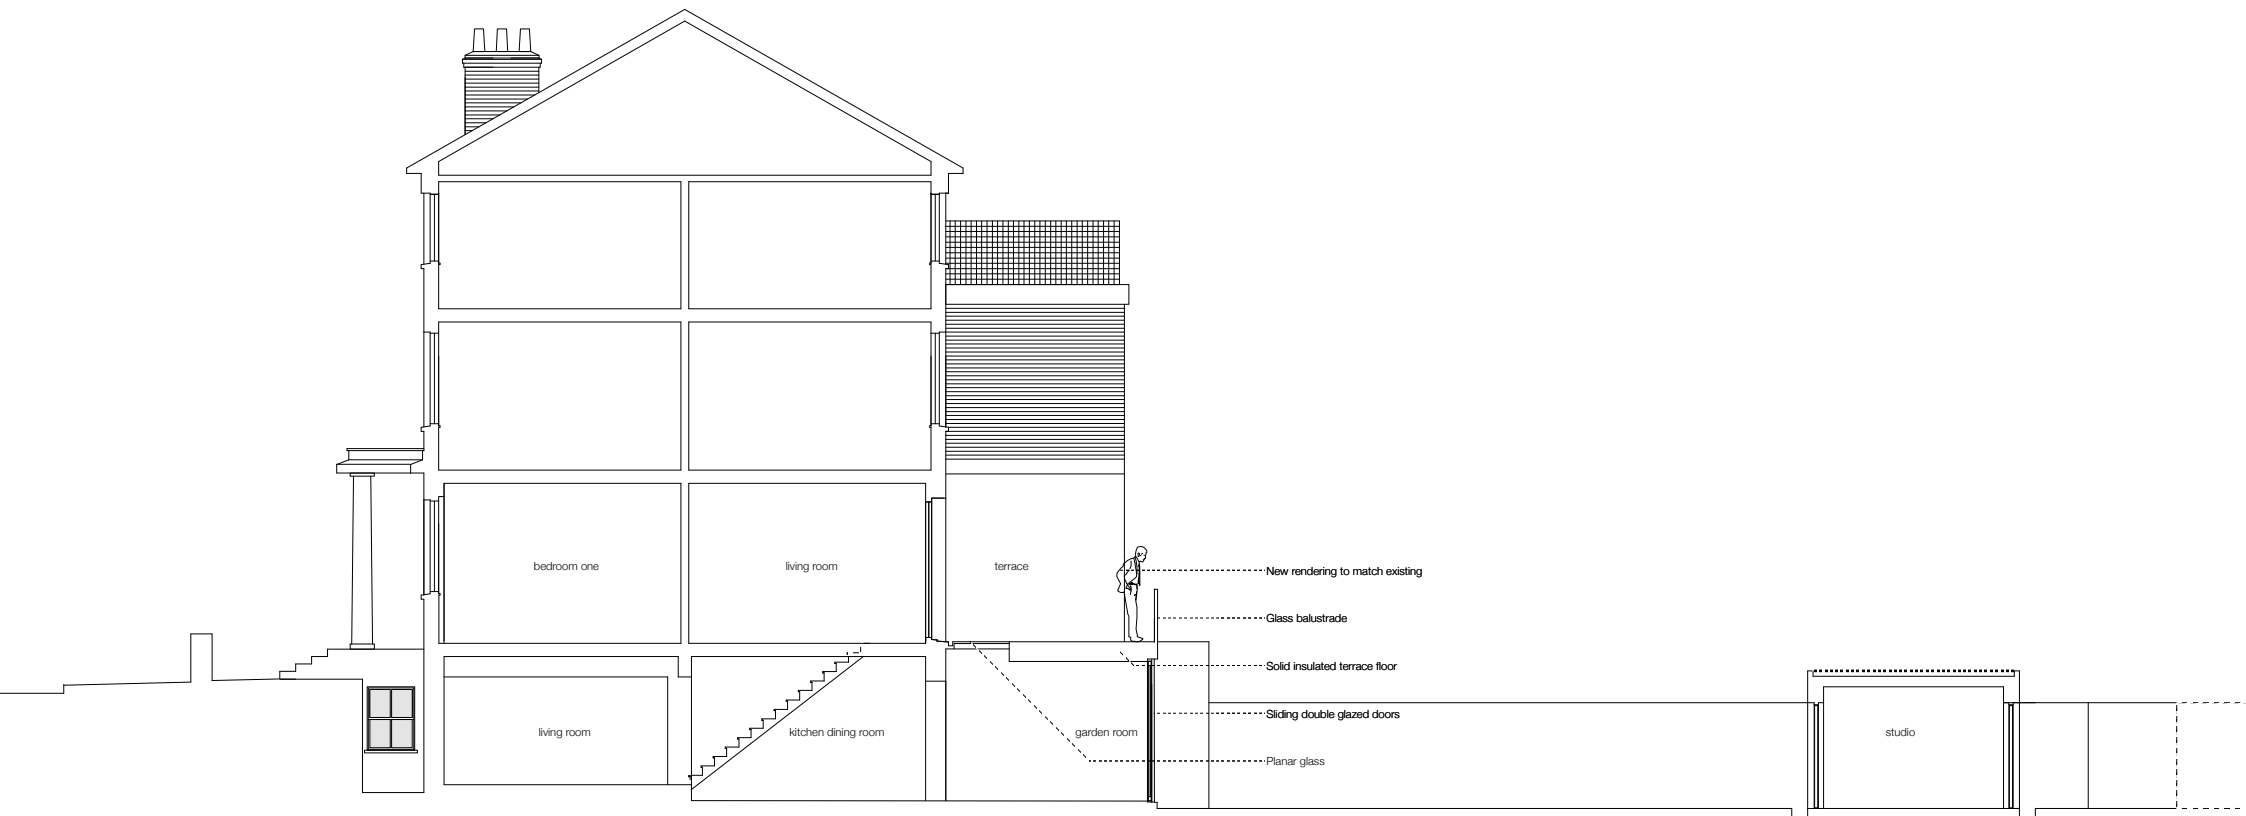 bedroom one
living room
terrace
New rendering to match existing
Glass balustrade
Solid insulated terrace floor
Sliding double glazed doors
living room
kitchen dining room
garden room
studio
Planar glass